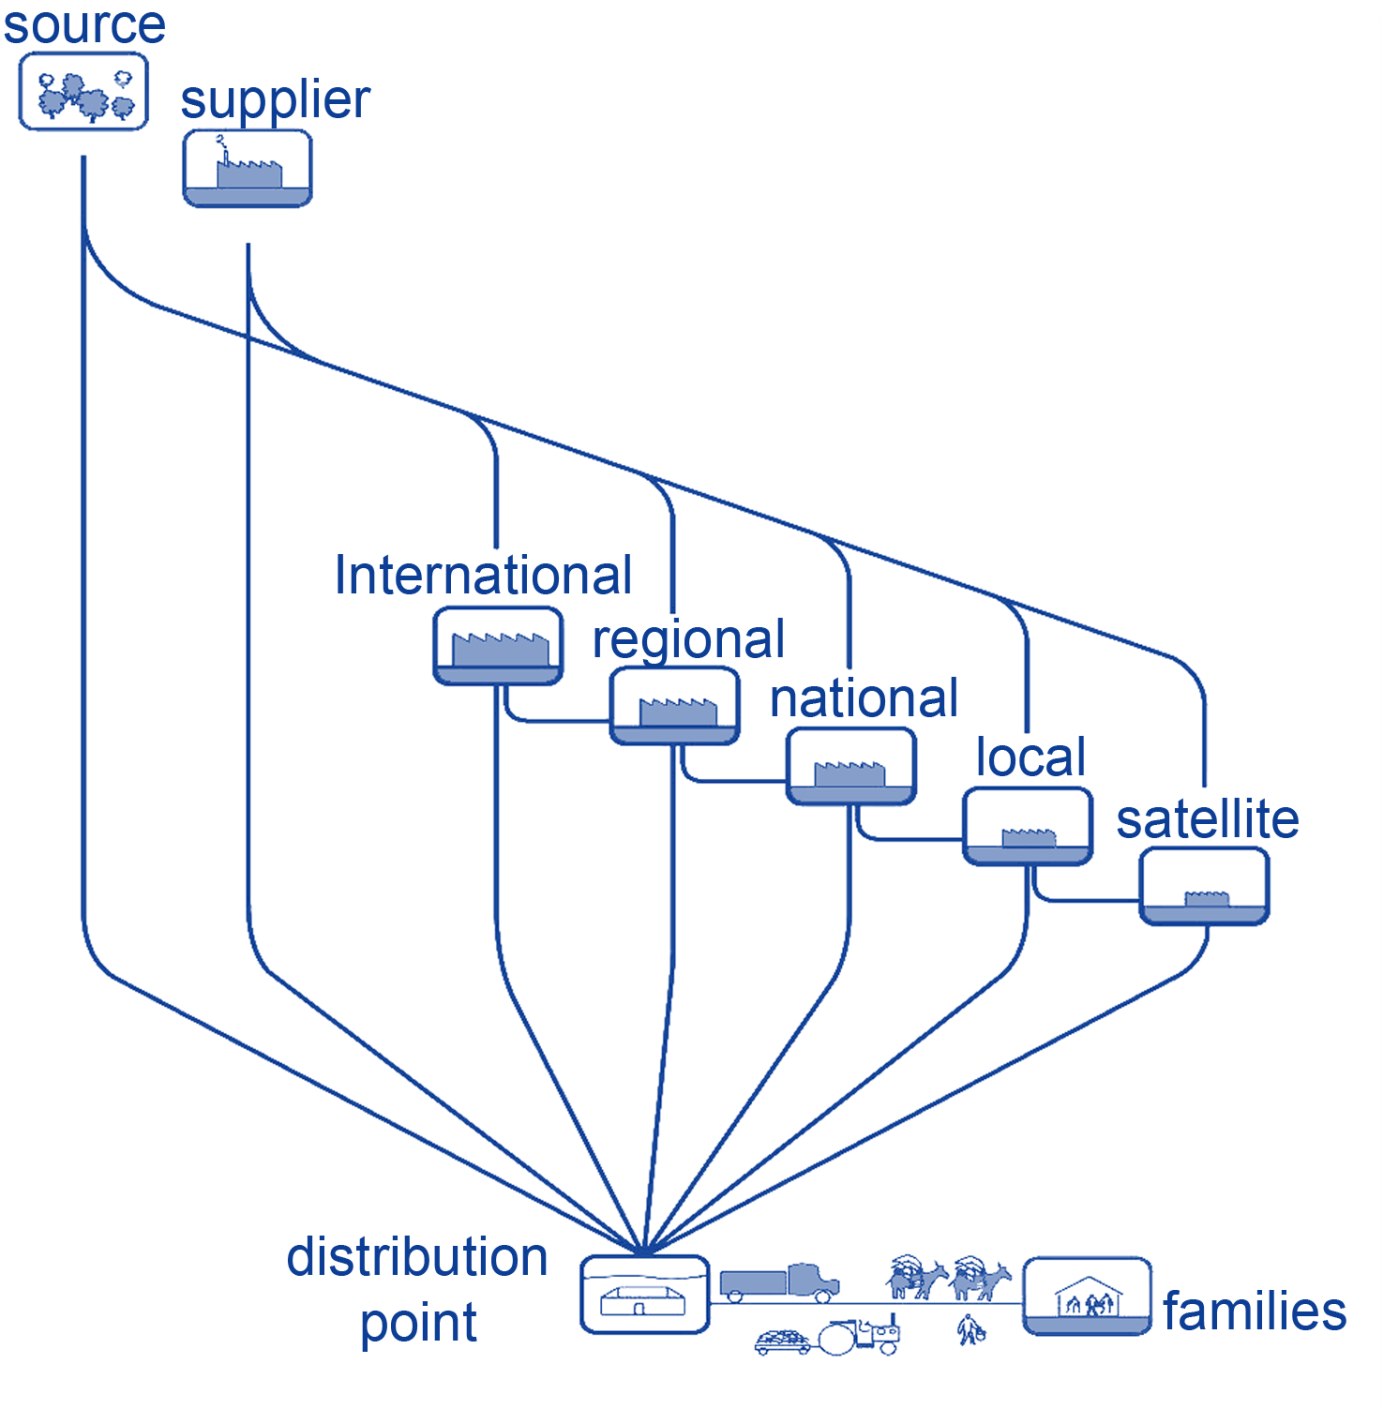 source
supplier
International
regional
national
local
satellite
distribution
point
families